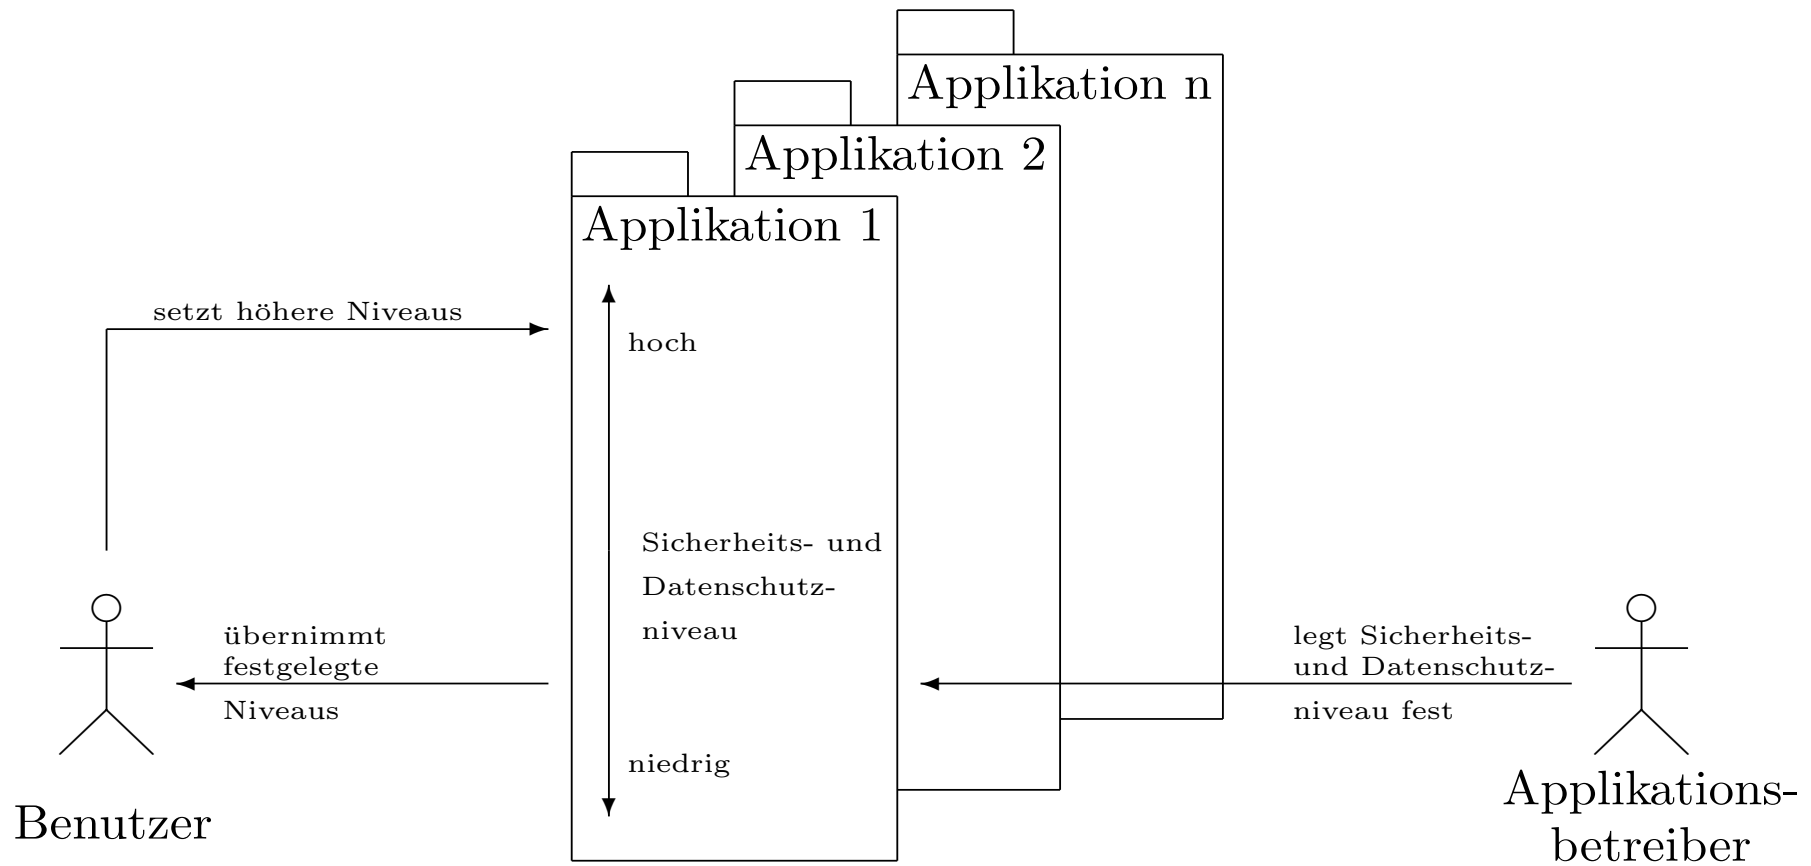 Applikation n
Applikation 2
Applikation 1
setzt höhere Niveaus
hoch
Sicherheits- und
Datenschutz-
niveau
übernimmt
festgelegte
Niveaus
legt Sicherheits-
und Datenschutz-
niveau fest
niedrig
Benutzer
Applikations-
betreiber